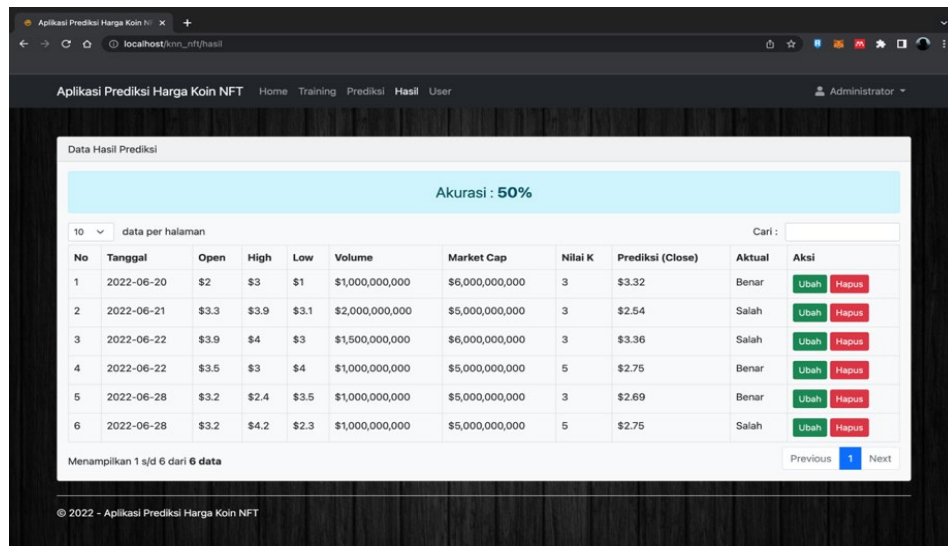 Aplikasi Prediksi Harga Koin NF
localhost/knn_nft/hasil
Aplikasi Prediksi Harga Koin NFT Home Training Prediksi Hasil User Administrator
Data Hasil Prediksi
Akurasi : 50%
10 data per halaman Cari :
No Tanggal Open High Low Volume Market Cap Nilai K Prediksi (Close) Aktual Aksi
1 2022-06-20 $2 $3 $1 $1,000,000,000 $6,000,000,000 3 $3.32 Benar Ubah Hapus
2 2022-06-21 $3.3 $3.9 $3.1 $2,000,000,000 $5,000,000,000 3 $2.54 Salah Ubah Hapus
3 2022-06-22 $3.9 $4 $3 $1,500,000,000 $6,000,000,000 3 $3.36 Salah Ubah Hapus
4 2022-06-22 $3.5 $3 $4 $1,000,000,000 $5,000,000,000 5 $2.75 Benar Ubah Hapus
5 2022-06-28 $3.2 $2.4 $3.5 $1,000,000,000 $5,000,000,000 3 $2.69 Benar Ubah Hapus
6 2022-06-28 $3.2 $4.2 $2.3 $1,000,000,000 $5,000,000,000 5 $2.75 Salah Ubah Hapus
Menampilkan 1 s/d 6 dari 6 data Previous 1 Next
© 2022 - Aplikasi Prediksi Harga Koin NFT